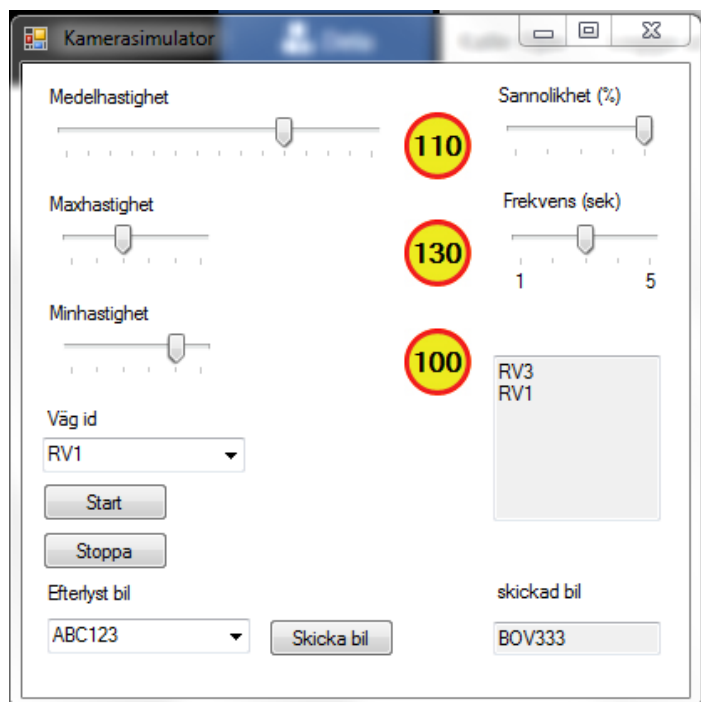 Kamerasimulator
Medelhastighet
110
Sannolikhet (%)
Maxhastighet
130
Frekvens (sek)
1 5
Minhastighet
100
RV3
RV1
Väg id
RV1
Start
Stoppa
Efterlyst bil
ABC123
Skicka bil
skickad bil
BOV333